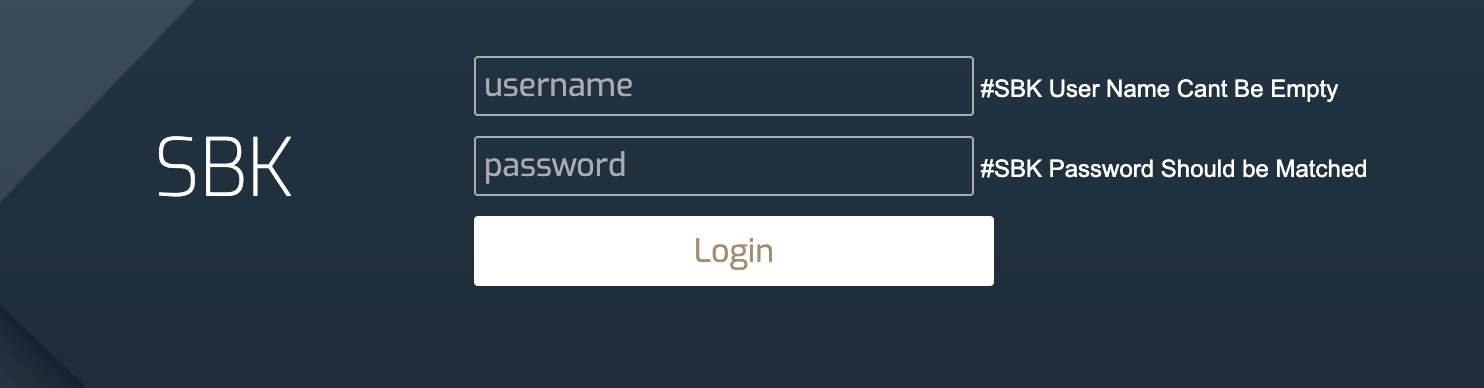 username #SBK User Name Cant Be Empty
SBK
password #SBK Password Should be Matched
Login